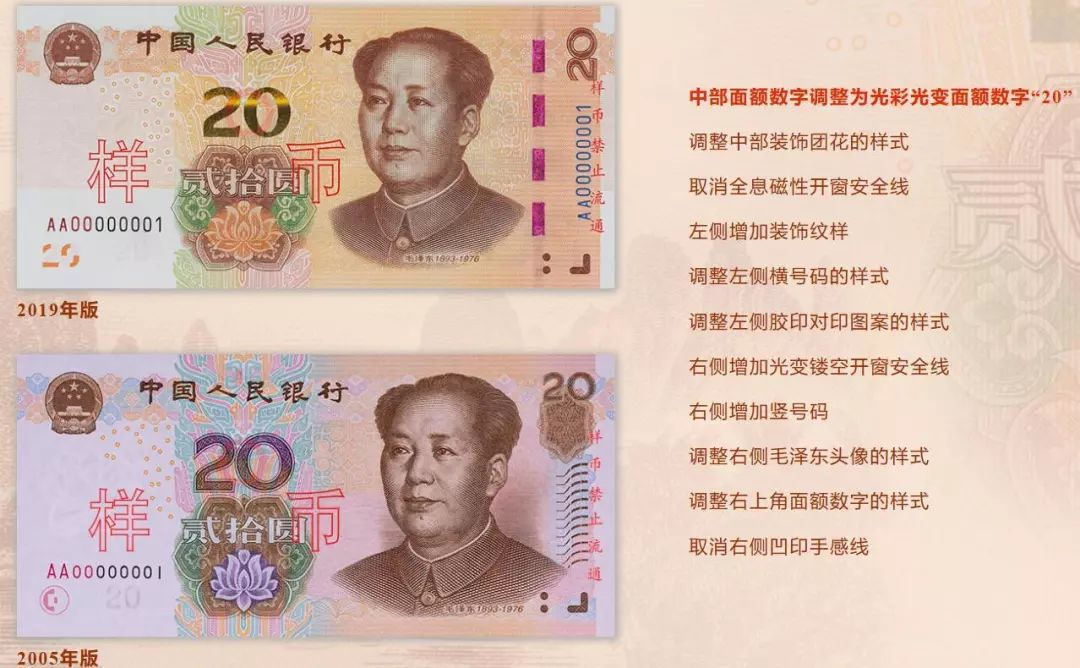 中国人民银行
20
20
样币
贰拾圆
AA00000001
20
AA00000001
样币禁止流通
毛泽东1893-1976
2019年版
中国人民银行
20
20
样币
贰拾圆
AA00000001
20
样币禁止流通
毛泽东1893-1976
2005年版
中部面额数字调整为光彩光变面额数字“20”
调整中部装饰团花的样式
取消全息磁性开窗安全线
左侧增加装饰纹样
调整左侧横号码的样式
调整左侧胶印对印图案的样式
右侧增加光变镂空开窗安全线
右侧增加竖号码
调整右侧毛泽东头像的样式
调整右上角面额数字的样式
取消右侧凹印手感线
贰